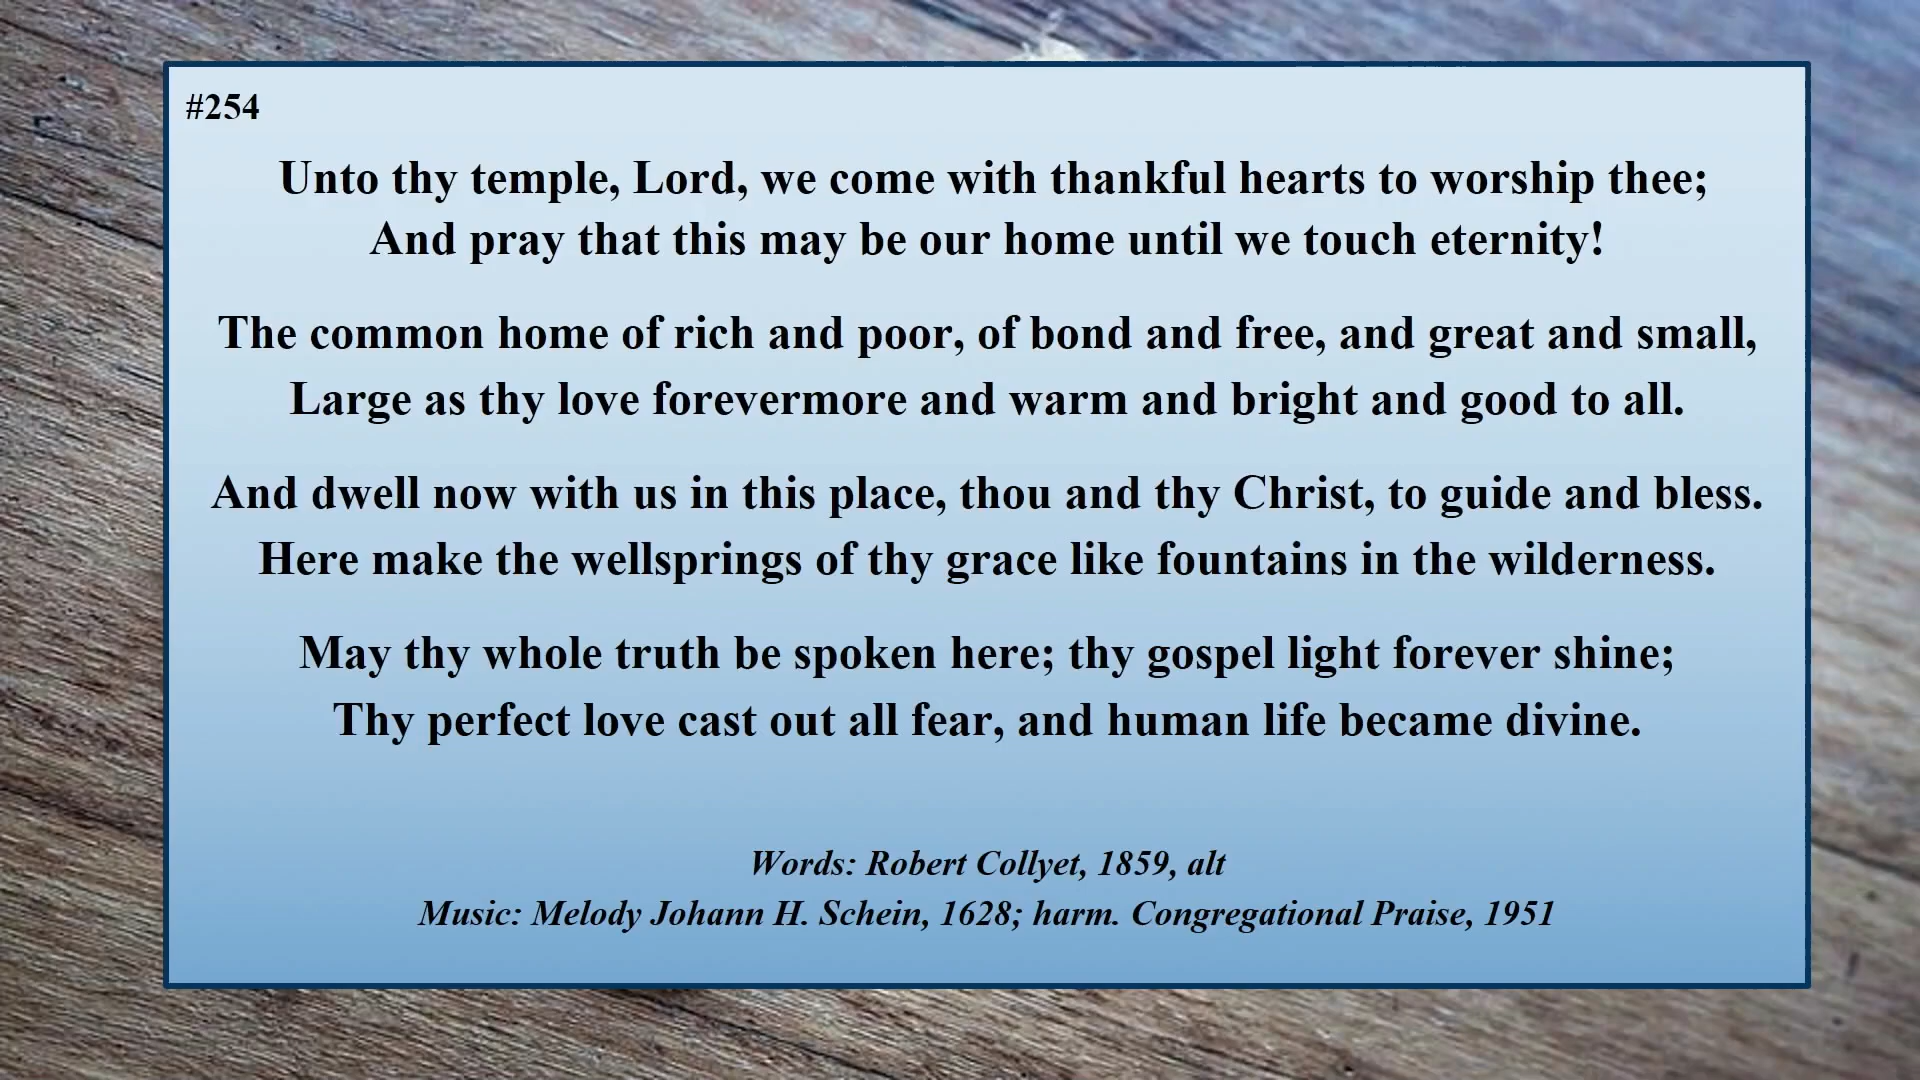 #254
Unto thy temple, Lord, we come with thankful hearts to worship thee;
And pray that this may be our home until we touch eternity!
The common home of rich and poor, of bond and free, and great and small,
Large as thy love forevermore and warm and bright and good to all.
And dwell now with us in this place, thou and thy Christ, to guide and bless.
Here make the wellsprings of thy grace like fountains in the wilderness.
May thy whole truth be spoken here; thy gospel light forever shine;
Thy perfect love cast out all fear, and human life became divine.
Words: Robert Collyet, 1859, alt
Music: Melody Johann H. Schein, 1628; harm. Congregational Praise, 1951